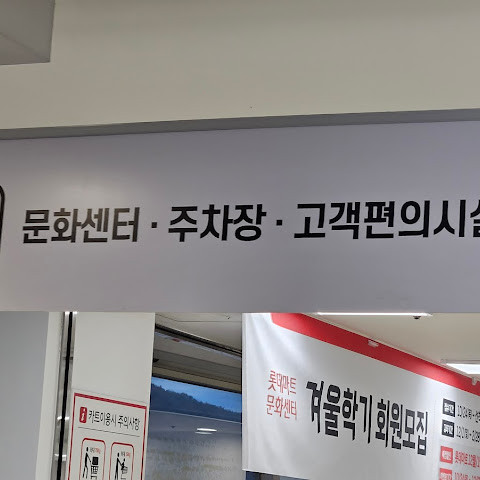 문화센터 · 주차장 · 고객편의시설
롯데마트
문화센터
겨울학기 회원모집
카트이용시 주의사항